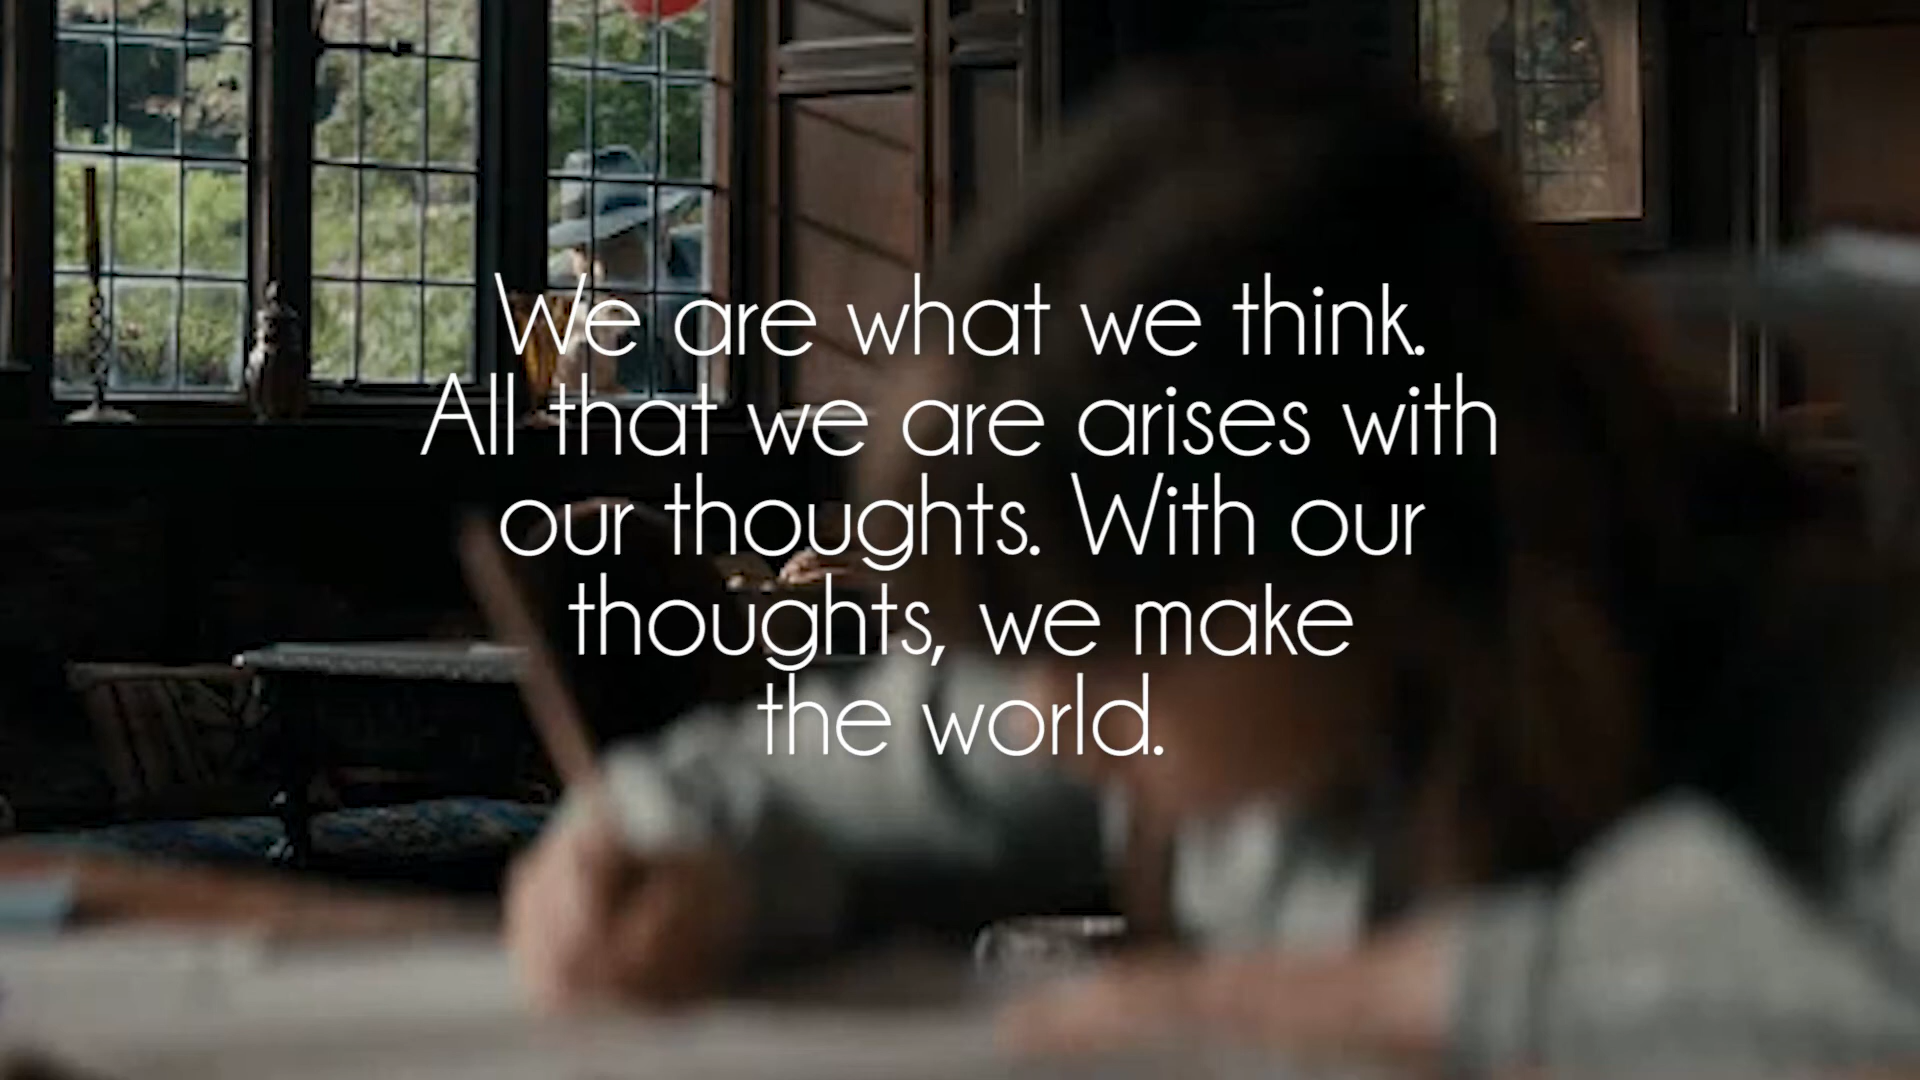 We are what we think.
All that we are arises with
our thoughts. With our
thoughts, we make
the world.